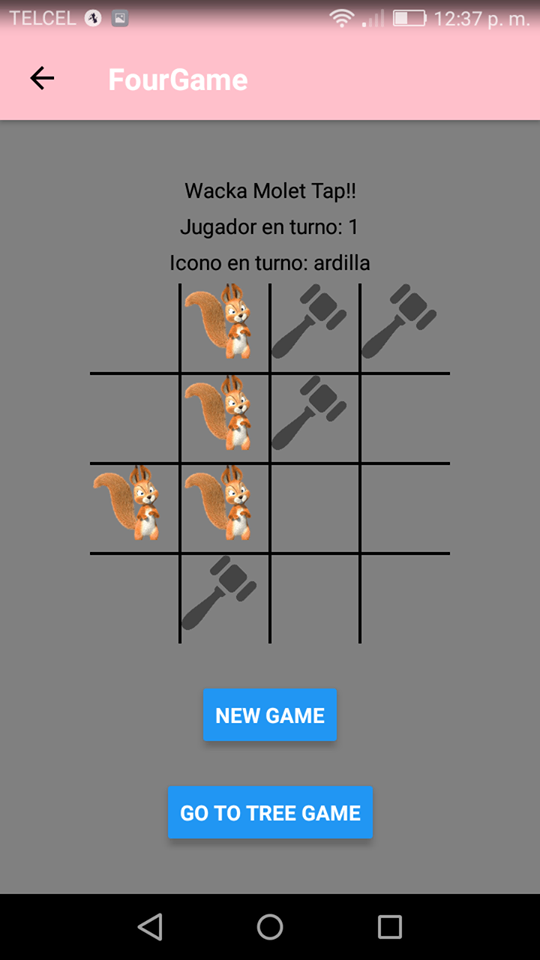 TELCEL 12:37 p. m.
FourGame
Wacka Molet Tap!!
Jugador en turno: 1
Icono en turno: ardilla
NEW GAME
GO TO TREE GAME